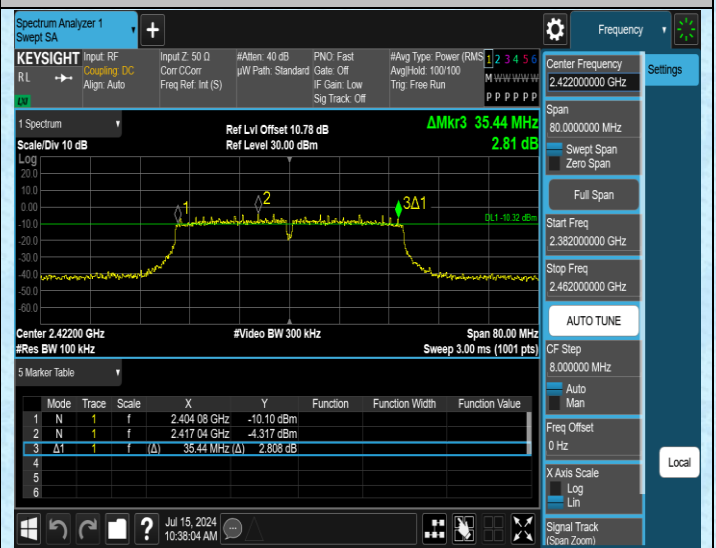 Spectrum Analyzer 1
Swept SA
+
Frequency
KEYSIGHT
RL
LM
Input: RF
Coupling: DC
Align: Auto
Input Z: 50 Ω
Corr CCorr
Freq Ref: Int (S)
#Atten: 40 dB
µW Path: Standard
PNO: Fast
Gate: Off
IF Gain: Low
Sig Track: Off
#Avg Type: Power (RMS)
Avg|Hold: 100/100
Trig: Free Run
1 2 3 4 5 6
M W W W W W
P P P P P P
Center Frequency
2.422000000 GHz
Settings
Span
80.0000000 MHz
Swept Span
Zero Span
Full Span
Start Freq
2.382000000 GHz
Stop Freq
2.462000000 GHz
AUTO TUNE
CF Step
8.000000 MHz
Auto
Man
Freq Offset
0 Hz
X Axis Scale
Log
Lin
Signal Track
(Span Zoom)
Local
1 Spectrum
Scale/Div 10 dB
Ref Lvl Offset 10.78 dB
Ref Level 30.00 dBm
ΔMkr3 35.44 MHz
2.81 dB
Log
20.0
10.0
0.00
-10.0
-20.0
-30.0
-40.0
-50.0
-60.0
1
2
3Δ1
DL1 -10.32 dBm
Center 2.42200 GHz
#Video BW 300 kHz
Span 80.00 MHz
#Res BW 100 kHz
Sweep 3.00 ms (1001 pts)
5 Marker Table
Mode Trace Scale X Y Function Function Width Function Value
1 N 1 f 2.404 08 GHz -10.10 dBm
2 N 1 f 2.417 04 GHz -4.317 dBm
3 Δ1 1 f (Δ) 35.44 MHz (Δ) 2.808 dB
4
5
6
?
Jul 15, 2024
10:38:04 AM